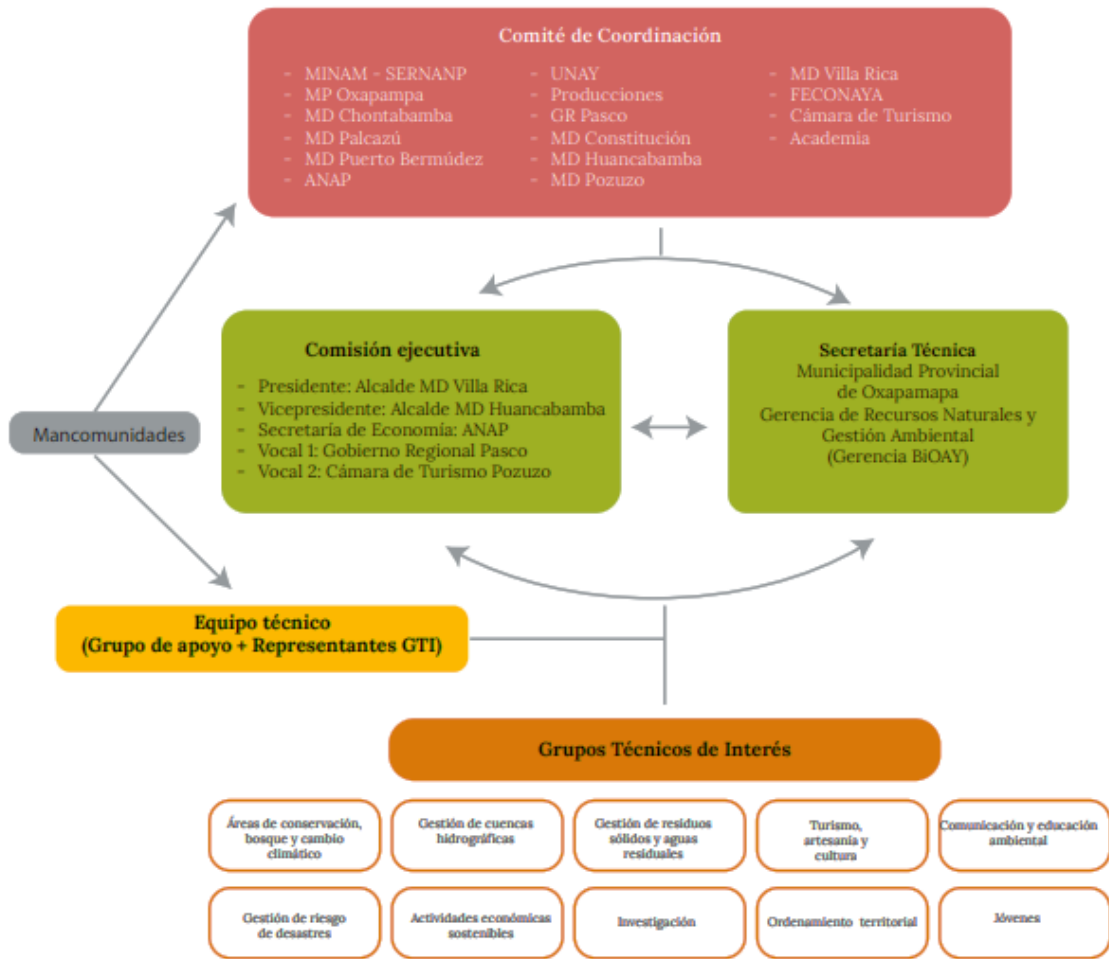 Comité de Coordinación
- MINAM - SERNANP
- MP Oxapampa
- MD Chontabamba
- MD Palcazú
- MD Puerto Bermúdez
- ANAP
- UNAY
- Producciones
- GR Pasco
- MD Constitución
- MD Huancabamba
- MD Pozuzo
- MD Villa Rica
- FECONAYA
- Cámara de Turismo
- Academía
Comisión ejecutiva
- Presidente: Alcalde MD Villa Rica
- Vicepresidente: Alcalde MD Huancabamba
- Secretaría de Economía: ANAP
- Vocal 1: Gobierno Regional Pasco
- Vocal 2: Cámara de Turismo Pozuzo
Secretaría Técnica
Municipalidad Provincial
de Oxapamapa
Gerencia de Recursos Naturales y
Gestión Ambiental
(Gerencia BiOAY)
Mancomunidades
Equipo técnico
(Grupo de apoyo + Representantes GTI)
Grupos Técnicos de Interés
Áreas de conservación,
bosque y cambio
climático
Gestión de cuencas
hidrográficas
Gestión de residuos
sólidos y aguas
residuales
Turismo,
artesanía y
cultura
Comunicación y educación
ambiental
Gestión de riesgo
de desastres
Actividades económicas
sostenibles
Investigación
Ordenamiento territorial
Jóvenes